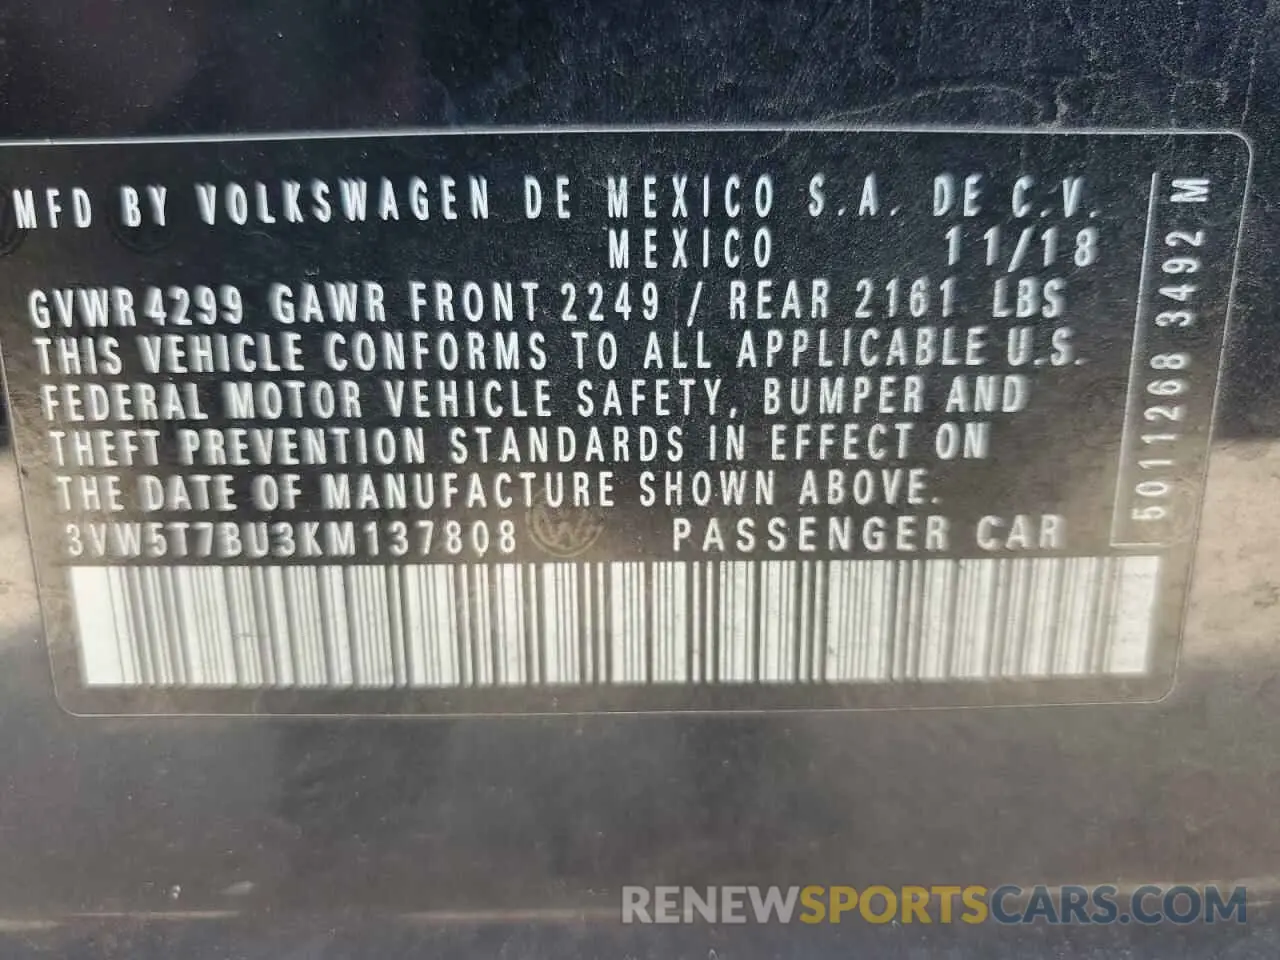 MFD BY VOLKSWAGEN DE MEXICO S.A. DE C.V.
MEXICO 11/18
GVWR 4299 GAWR FRONT 2249 / REAR 2161 LBS
THIS VEHICLE CONFORMS TO ALL APPLICABLE U.S.
FEDERAL MOTOR VEHICLE SAFETY, BUMPER AND
THEFT PREVENTION STANDARDS IN EFFECT ON
THE DATE OF MANUFACTURE SHOWN ABOVE.
3VW5T7BU3KM137808 PASSENGER CAR
5011268 3492 M
RENEWSPORTSCARS.COM